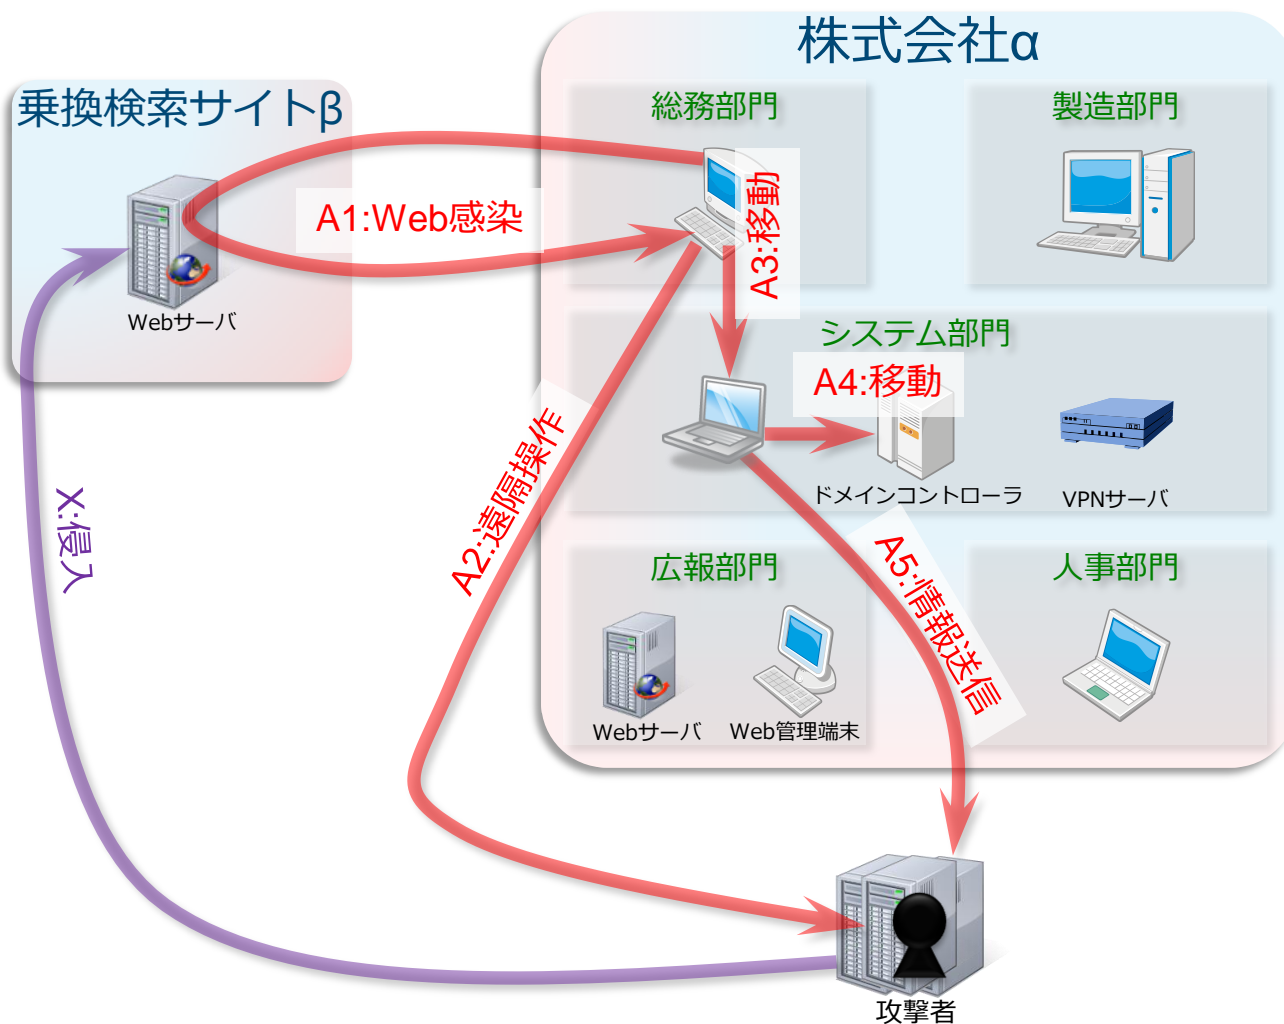 株式会社α
乗換検索サイトβ
総務部門
製造部門
A1:Web感染
A3:移動
Webサーバ
システム部門
A4:移動
A2:遠隔操作
ドメインコントローラ
VPNサーバ
X:侵入
A5:情報送信
広報部門
人事部門
Webサーバ
Web管理端末
攻撃者